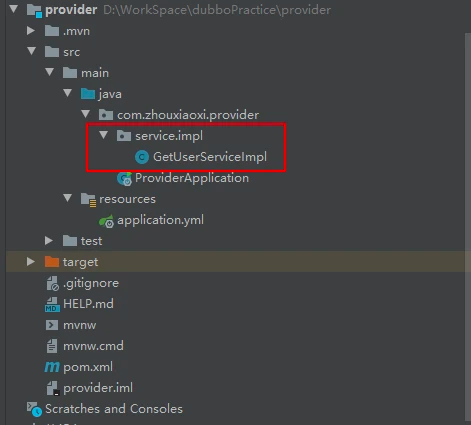 provider D:\WorkSpace\dubboPractice\provider
.mvn
src
main
java
com.zhouxiaoxi.provider
service.impl
GetUserServiceImpl
ProviderApplication
resources
application.yml
test
target
.gitignore
HELP.md
mvnw
mvnw.cmd
pom.xml
provider.iml
Scratches and Consoles